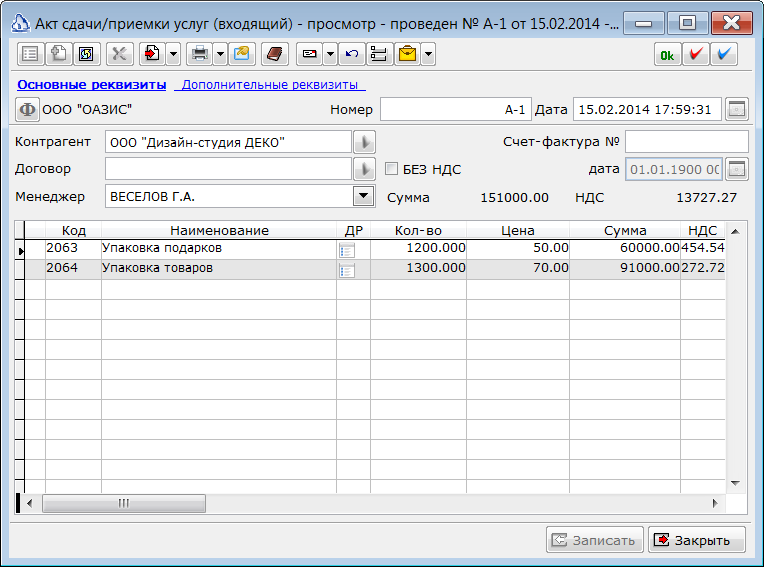 Акт сдачи/приемки услуг (входящий) - просмотр - проведен № А-1 от 15.02.2014 -...
Ok
Основные реквизиты Дополнительные реквизиты
Ф ООО "ОАЗИС" Номер А-1 Дата 15.02.2014 17:59:31
Контрагент ООО "Дизайн-студия ДЕКО" Счет-фактура №
Договор БЕЗ НДС дата 01.01.1900 00
Менеджер ВЕСЕЛОВ Г.А. Сумма 151000.00 НДС 13727.27
Код Наименование ДР Кол-во Цена Сумма НДС
2063 Упаковка подарков 1200.000 50.00 60000.00 454.54
2064 Упаковка товаров 1300.000 70.00 91000.00 272.72
Записать Закрыть